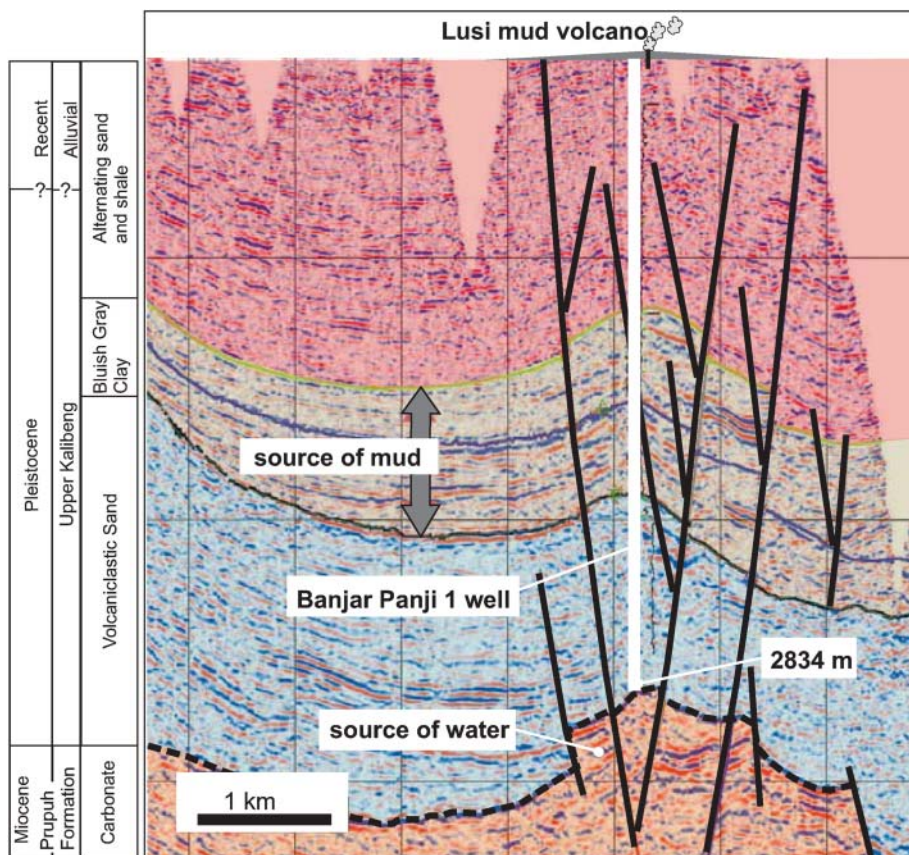 Lusi mud volcano
Recent
Alluvial
Alternating sand
and shale
-?-
-?-
Bluish Gray
Clay
Pleistocene
Upper Kalibeng
Volcaniclastic Sand
source of mud
Banjar Panji 1 well
2834 m
source of water
1 km
Miocene
Prupuh
Formation
Carbonate